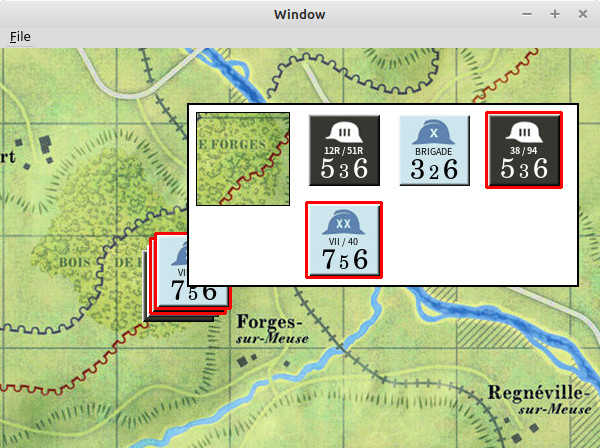 Window
File
E FORGES
III
12R / 51R
5 3 6
X
BRIGADE
3 2 6
III
38 / 94
5 3 6
XX
VII / 40
7 5 6
rt
BOIS DE
VI
7 5 6
Forges-
sur-Meuse
Regnéville-
sur-Meuse